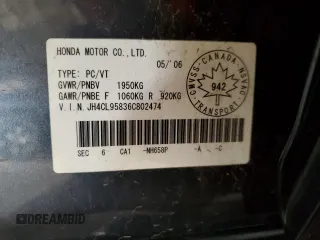 HONDA MOTOR CO.,LTD.
05/'06
TYPE: PC/VT
GVWR/PNBV 1950KG
GAWR/PNBE F 1060KG R 920KG
V.I.N.JH4CL95836C802474
CMVSS-CANADA-NSVAC
942
TRANSPORT
SEC 6 CA1 -NH658P -A -C
DREAMBID